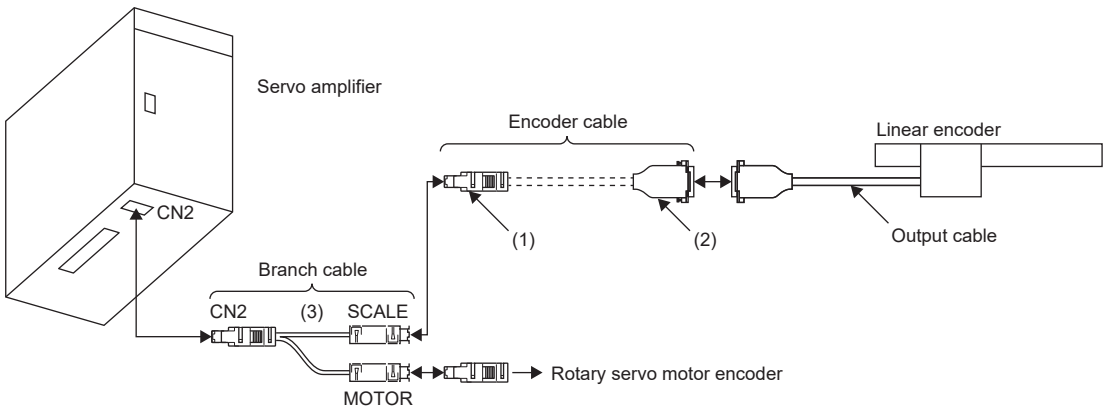 Servo amplifier
Encoder cable
Linear encoder
CN2
(1)
(2)
Output cable
Branch cable
CN2
(3)
SCALE
Rotary servo motor encoder
MOTOR